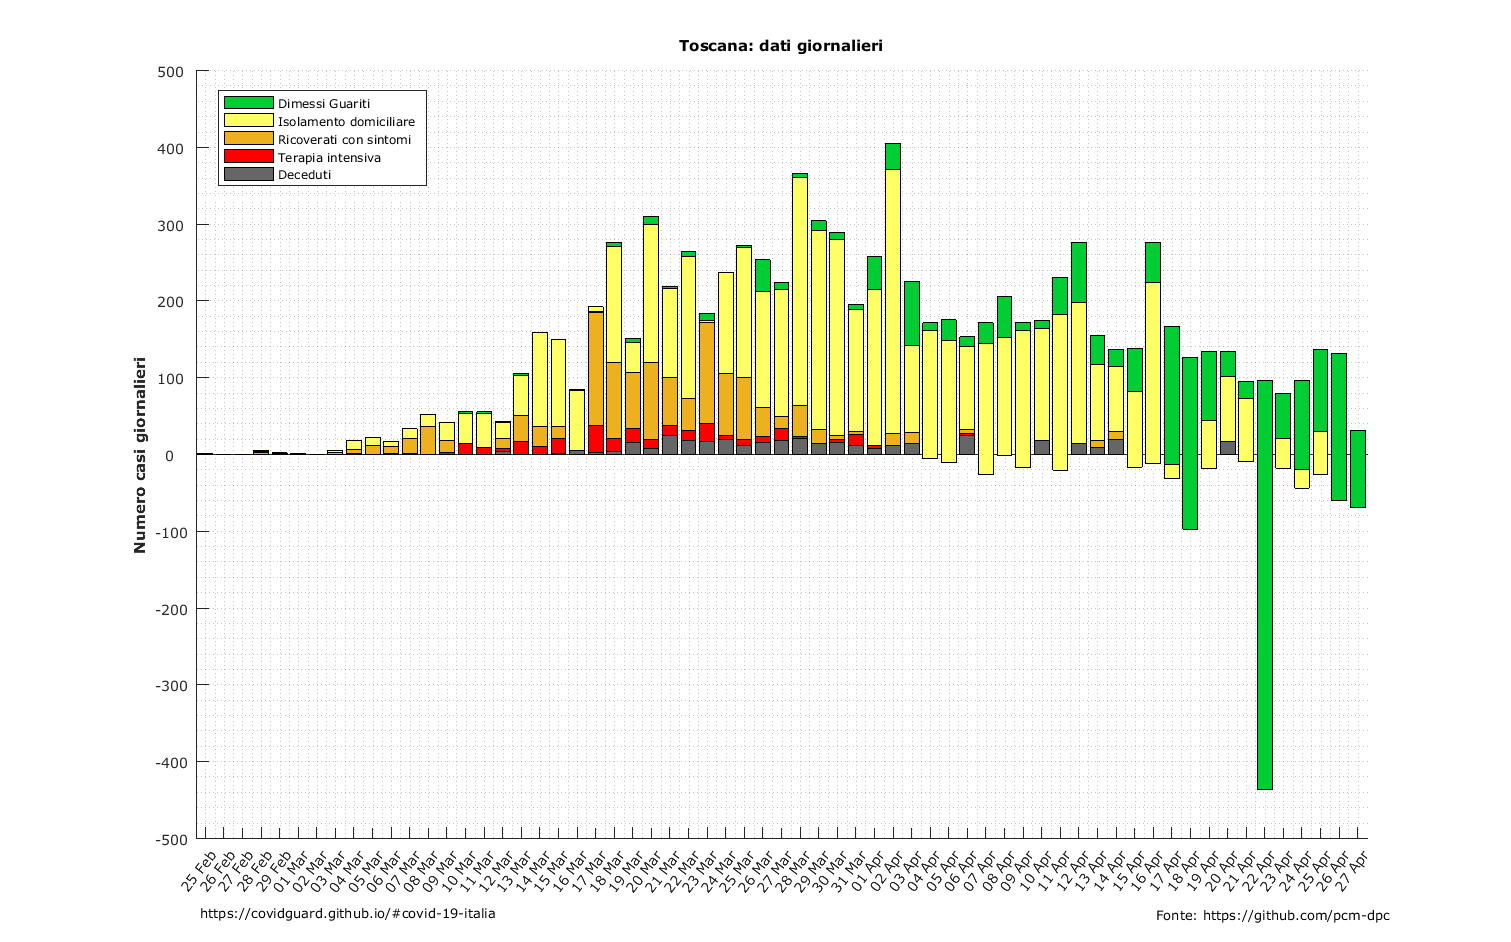 Toscana: dati giornalieri
500
400
300
200
100
0
-100
-200
-300
-400
-500
Numero casi giornalieri
Dimessi Guariti
Isolamento domiciliare
Ricoverati con sintomi
Terapia intensiva
Deceduti
25 Feb
26 Feb
27 Feb
28 Feb
29 Feb
01 Mar
02 Mar
03 Mar
04 Mar
05 Mar
06 Mar
07 Mar
08 Mar
09 Mar
10 Mar
11 Mar
12 Mar
13 Mar
14 Mar
15 Mar
16 Mar
17 Mar
18 Mar
19 Mar
20 Mar
21 Mar
22 Mar
23 Mar
24 Mar
25 Mar
26 Mar
27 Mar
28 Mar
29 Mar
30 Mar
31 Mar
01 Apr
02 Apr
03 Apr
04 Apr
05 Apr
06 Apr
07 Apr
08 Apr
09 Apr
10 Apr
11 Apr
12 Apr
13 Apr
14 Apr
15 Apr
16 Apr
17 Apr
18 Apr
19 Apr
20 Apr
21 Apr
22 Apr
23 Apr
24 Apr
25 Apr
26 Apr
27 Apr
https://covidguard.github.io/#covid-19-italia
Fonte: https://github.com/pcm-dpc